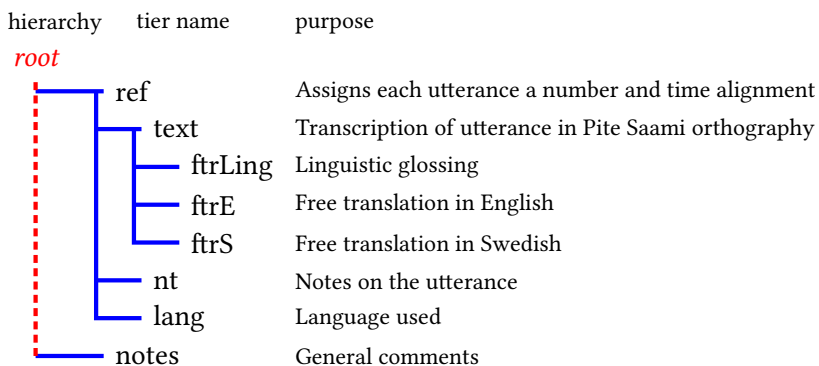 hierarchy tier name purpose
root
ref Assigns each utterance a number and time alignment
text Transcription of utterance in Pite Saami orthography
ftrLing Linguistic glossing
ftrE Free translation in English
ftrS Free translation in Swedish
nt Notes on the utterance
lang Language used
notes General comments